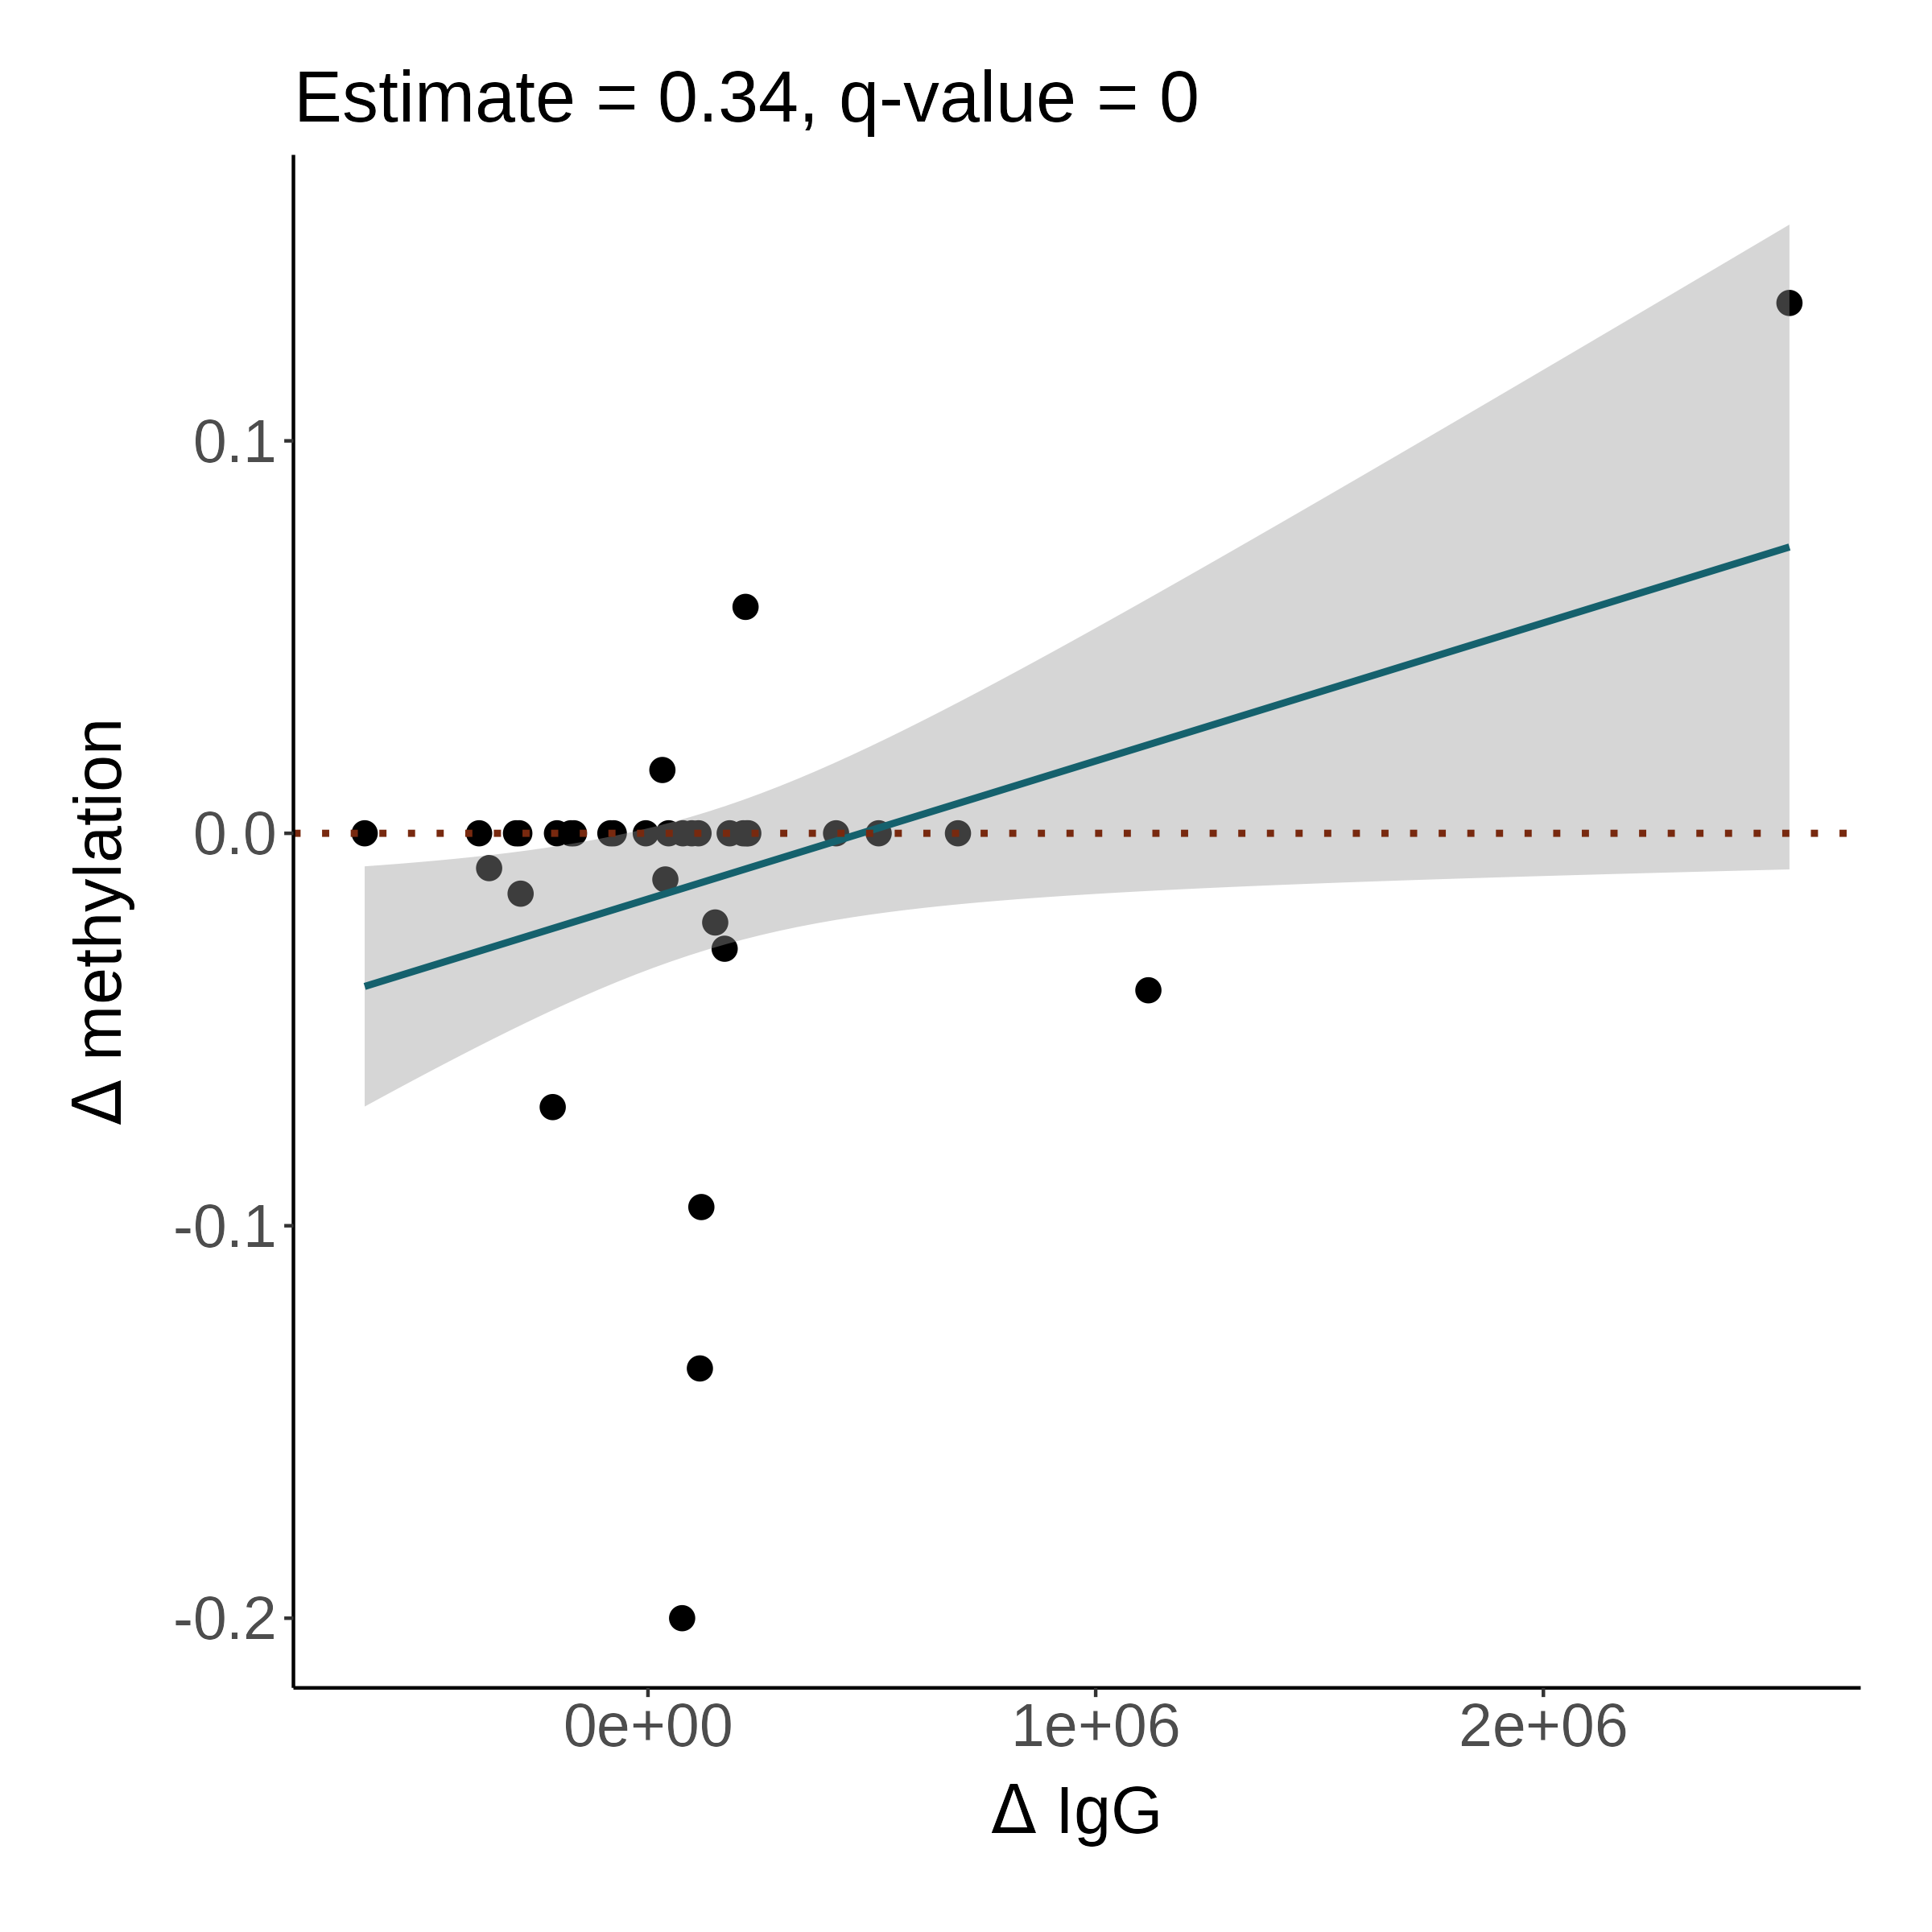 Estimate = 0.34, q-value = 0
0.1
0.0
-0.1
-0.2
Δ methylation
0e+00 1e+06 2e+06
Δ IgG